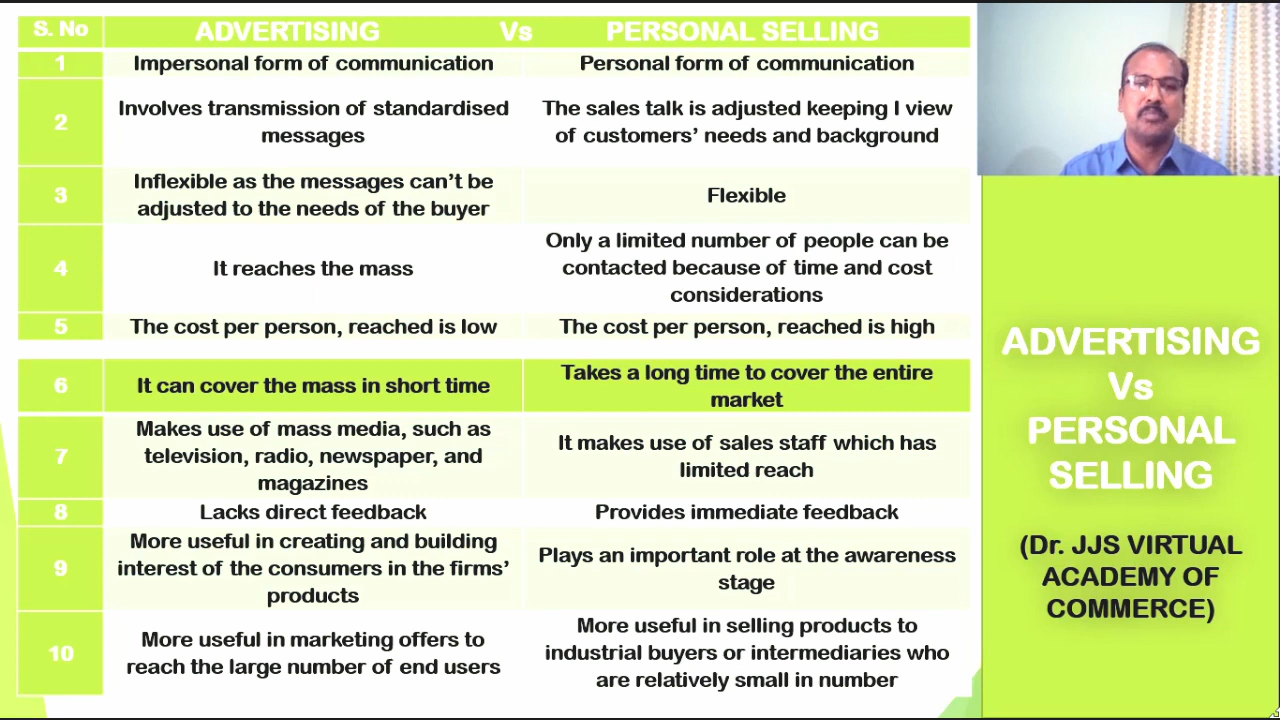 S. No ADVERTISING Vs PERSONAL SELLING
1 Impersonal form of communication Personal form of communication
2 Involves transmission of standardised
messages
The sales talk is adjusted keeping I view
of customers' needs and background
3 Inflexible as the messages can't be
adjusted to the needs of the buyer
Flexible
4 It reaches the mass
Only a limited number of people can be
contacted because of time and cost
considerations
5 The cost per person, reached is low The cost per person, reached is high
6 It can cover the mass in short time
Takes a long time to cover the entire
market
7 Makes use of mass media, such as
television, radio, newspaper, and
magazines
It makes use of sales staff which has
limited reach
8 Lacks direct feedback Provides immediate feedback
9 More useful in creating and building
interest of the consumers in the firms'
products
Plays an important role at the awareness
stage
10 More useful in marketing offers to
reach the large number of end users
More useful in selling products to
industrial buyers or intermediaries who
are relatively small in number
ADVERTISING
Vs
PERSONAL
SELLING
(Dr. JJS VIRTUAL
ACADEMY OF
COMMERCE)